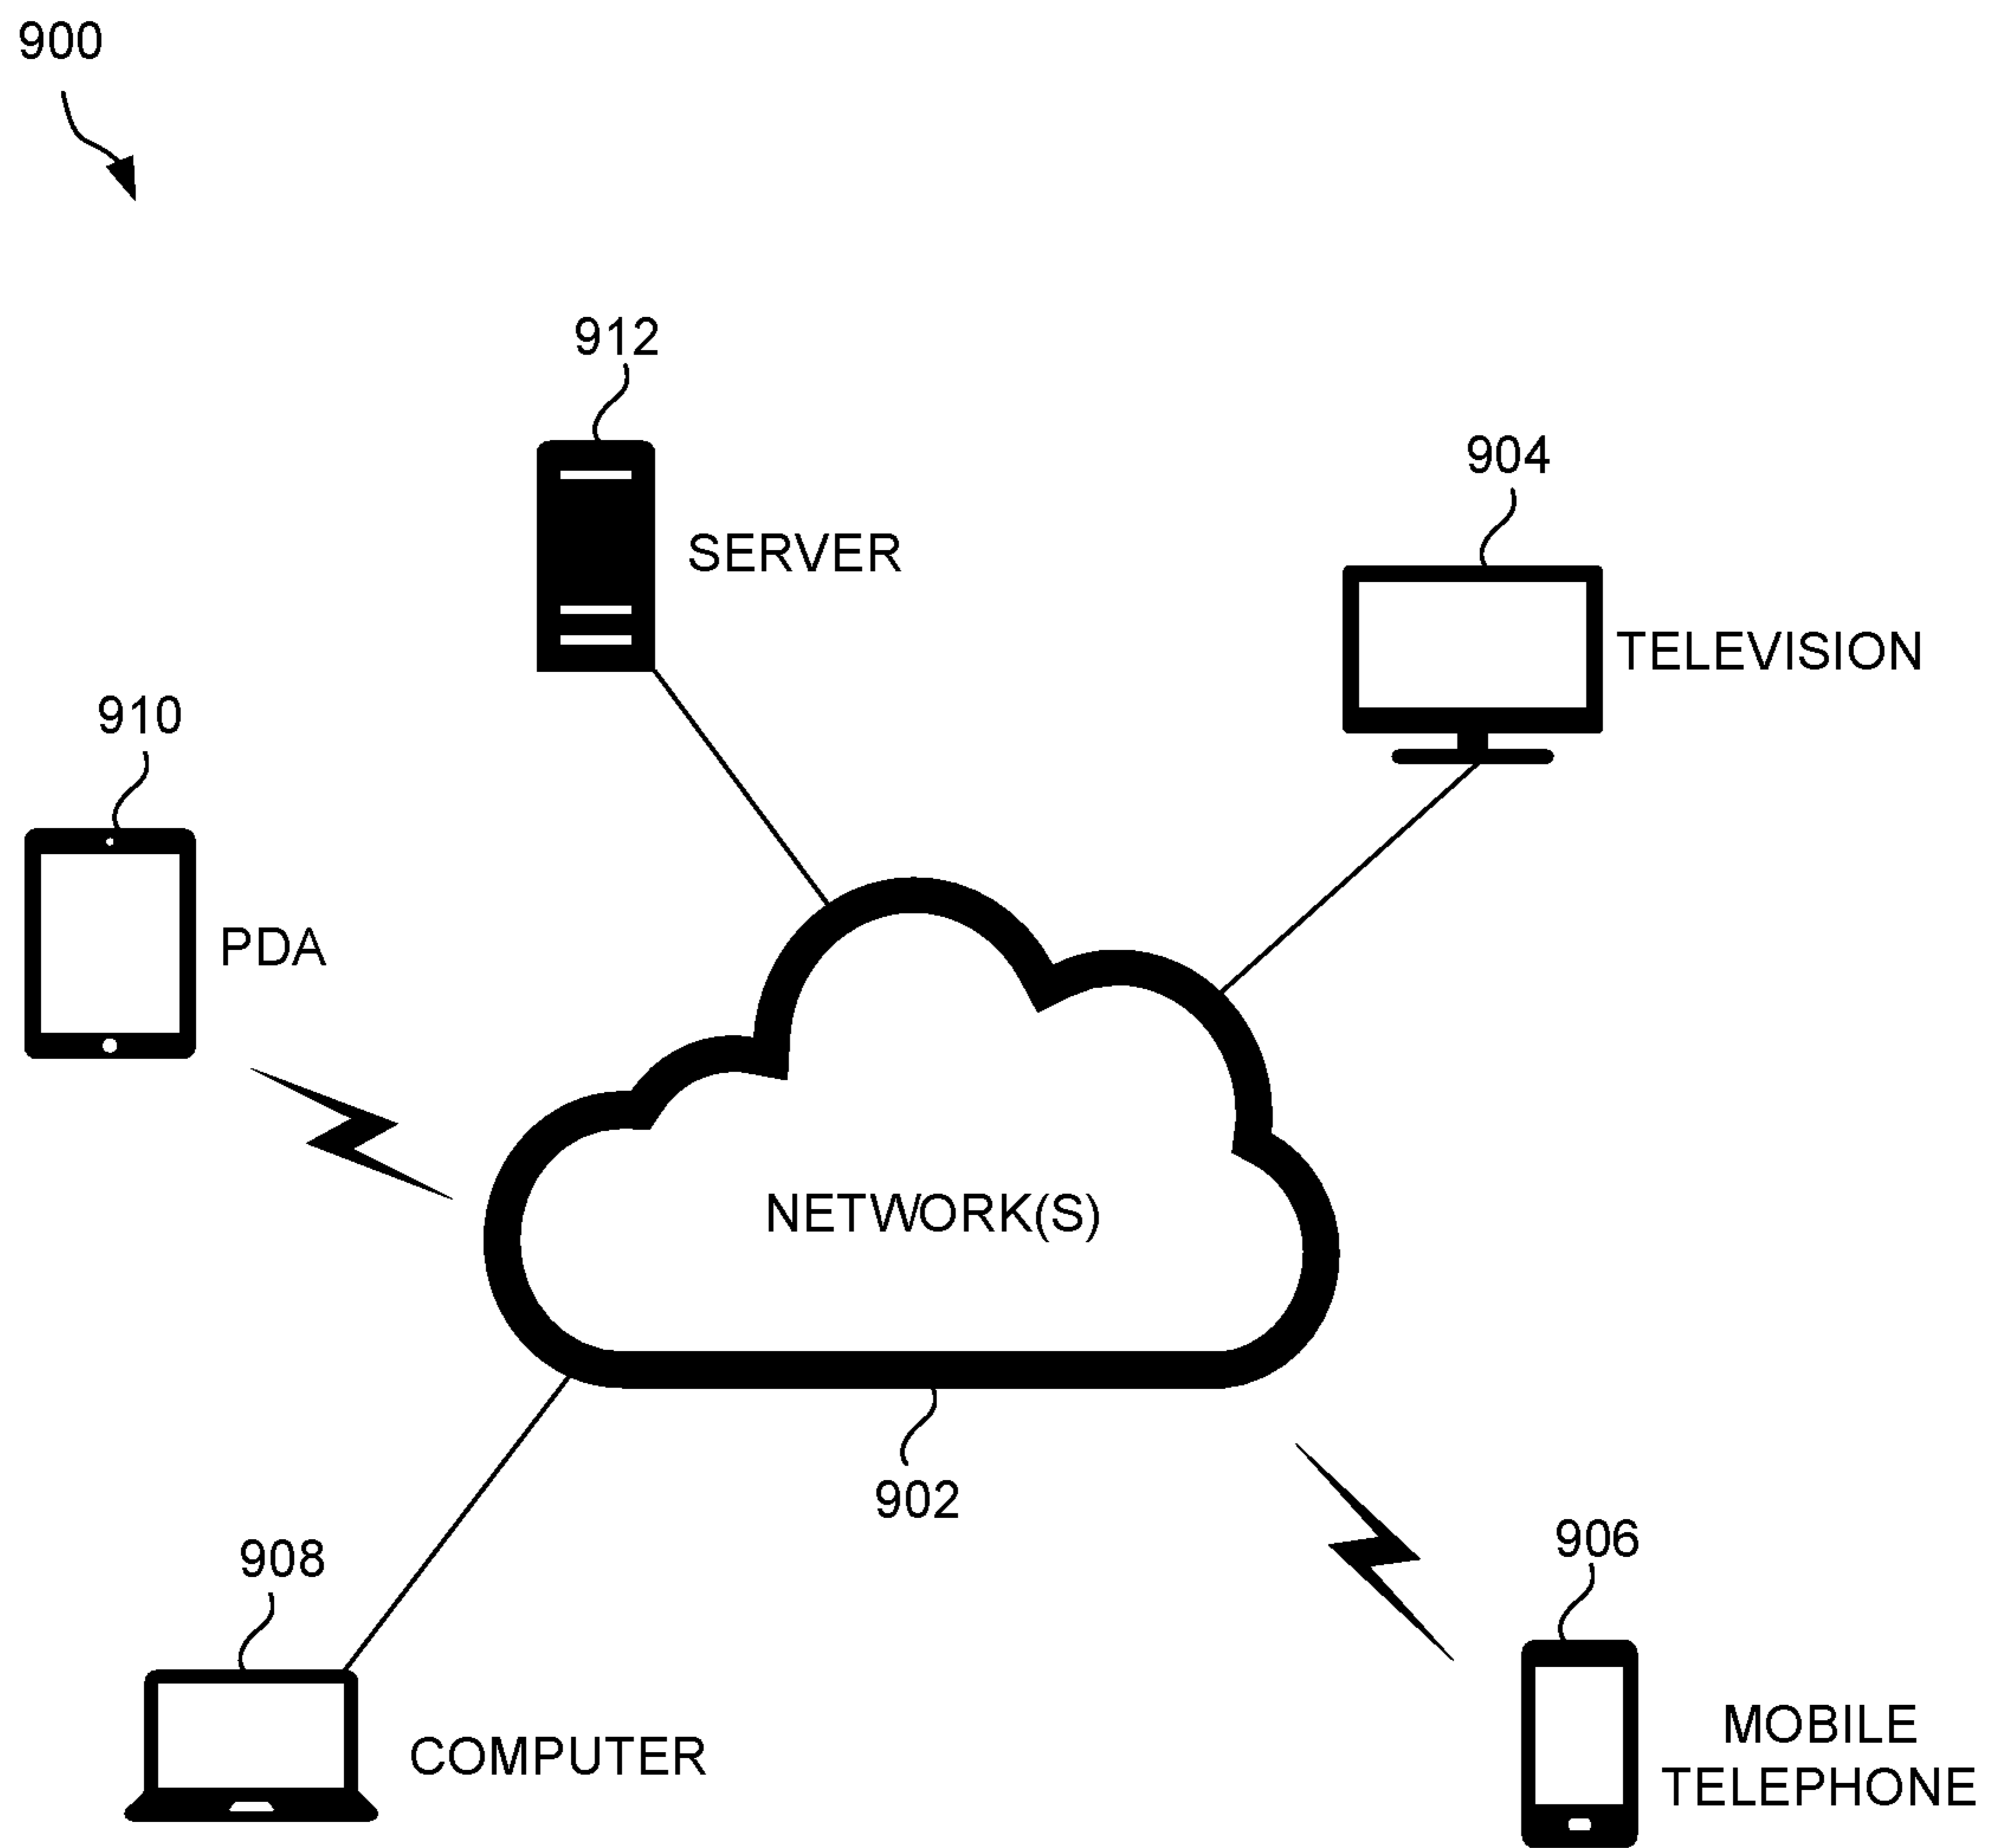 900
912
SERVER
904
TELEVISION
910
PDA
NETWORK(S)
902
908
COMPUTER
906
MOBILE
TELEPHONE